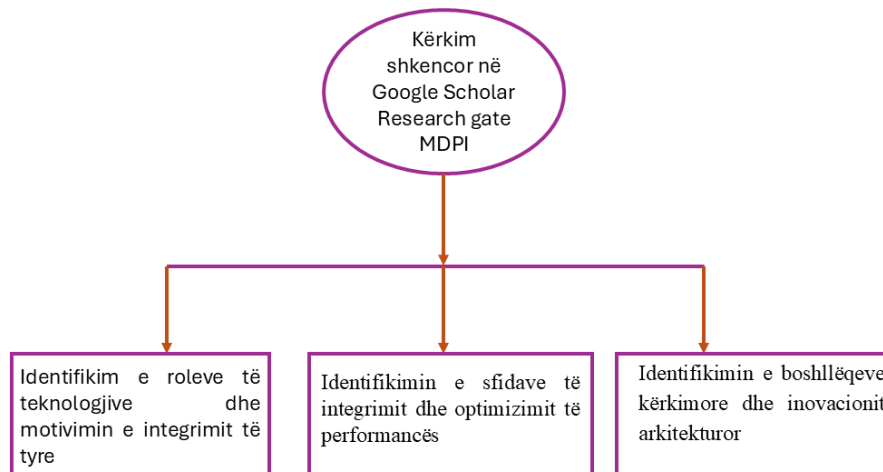 Kërkim
shkencor në
Google Scholar
Research gate
MDPI
Identifikim e roleve të
teknologjive dhe
motivimin e integrimit të
tyre
Identifikimin e sfidave të
integrimit dhe optimizimit të
performancës
Identifikimin e boshllëqeve
kërkimore dhe inovacionit
arkitekturor